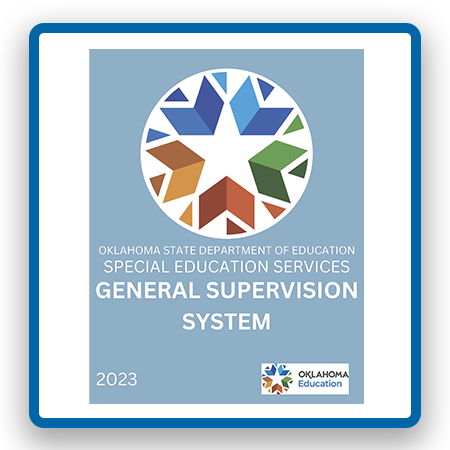 OKLAHOMA STATE DEPARTMENT OF EDUCATION
SPECIAL EDUCATION SERVICES
GENERAL SUPERVISION
SYSTEM
2023
OKLAHOMA
Education